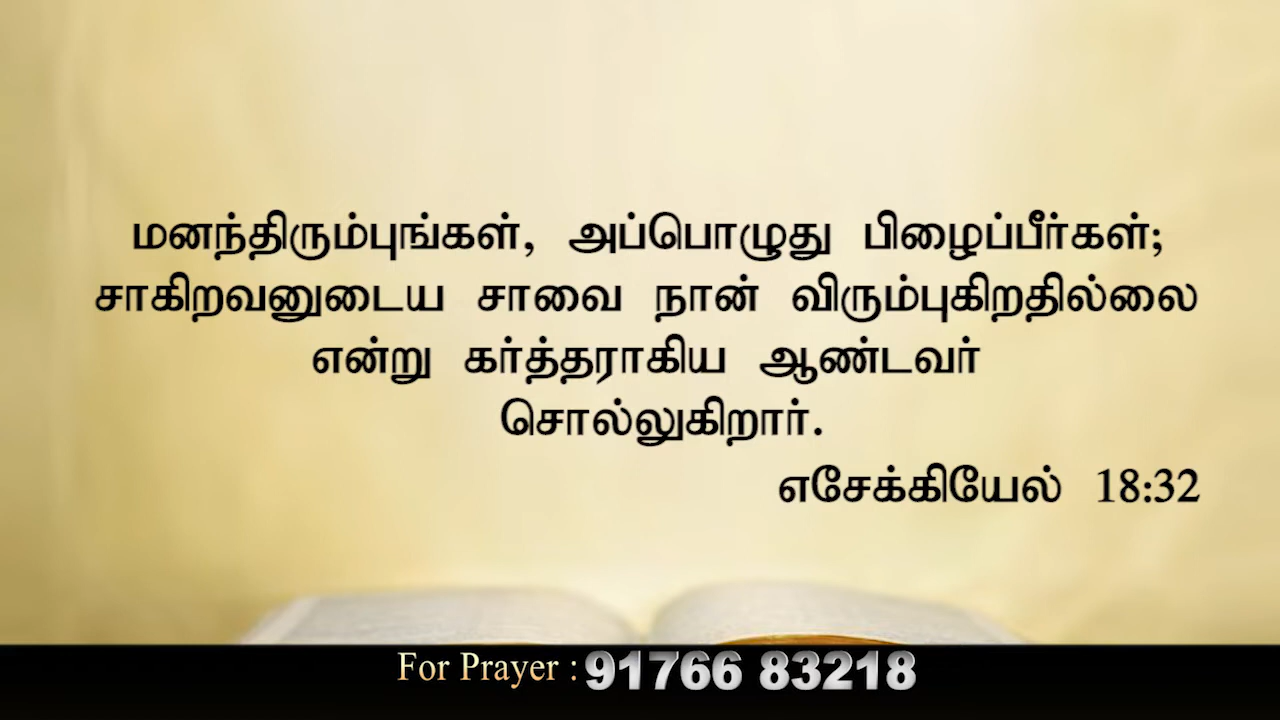 மனந்திரும்புங்கள், அப்பொழுது பிழைப்பீர்கள்;
சாகிறவனுடைய சாவை நான் விரும்புகிறதில்லை
என்று கர்த்தராகிய ஆண்டவர்
சொல்லுகிறார்.
எசேக்கியேல் 18:32
For Prayer : 91766 83218